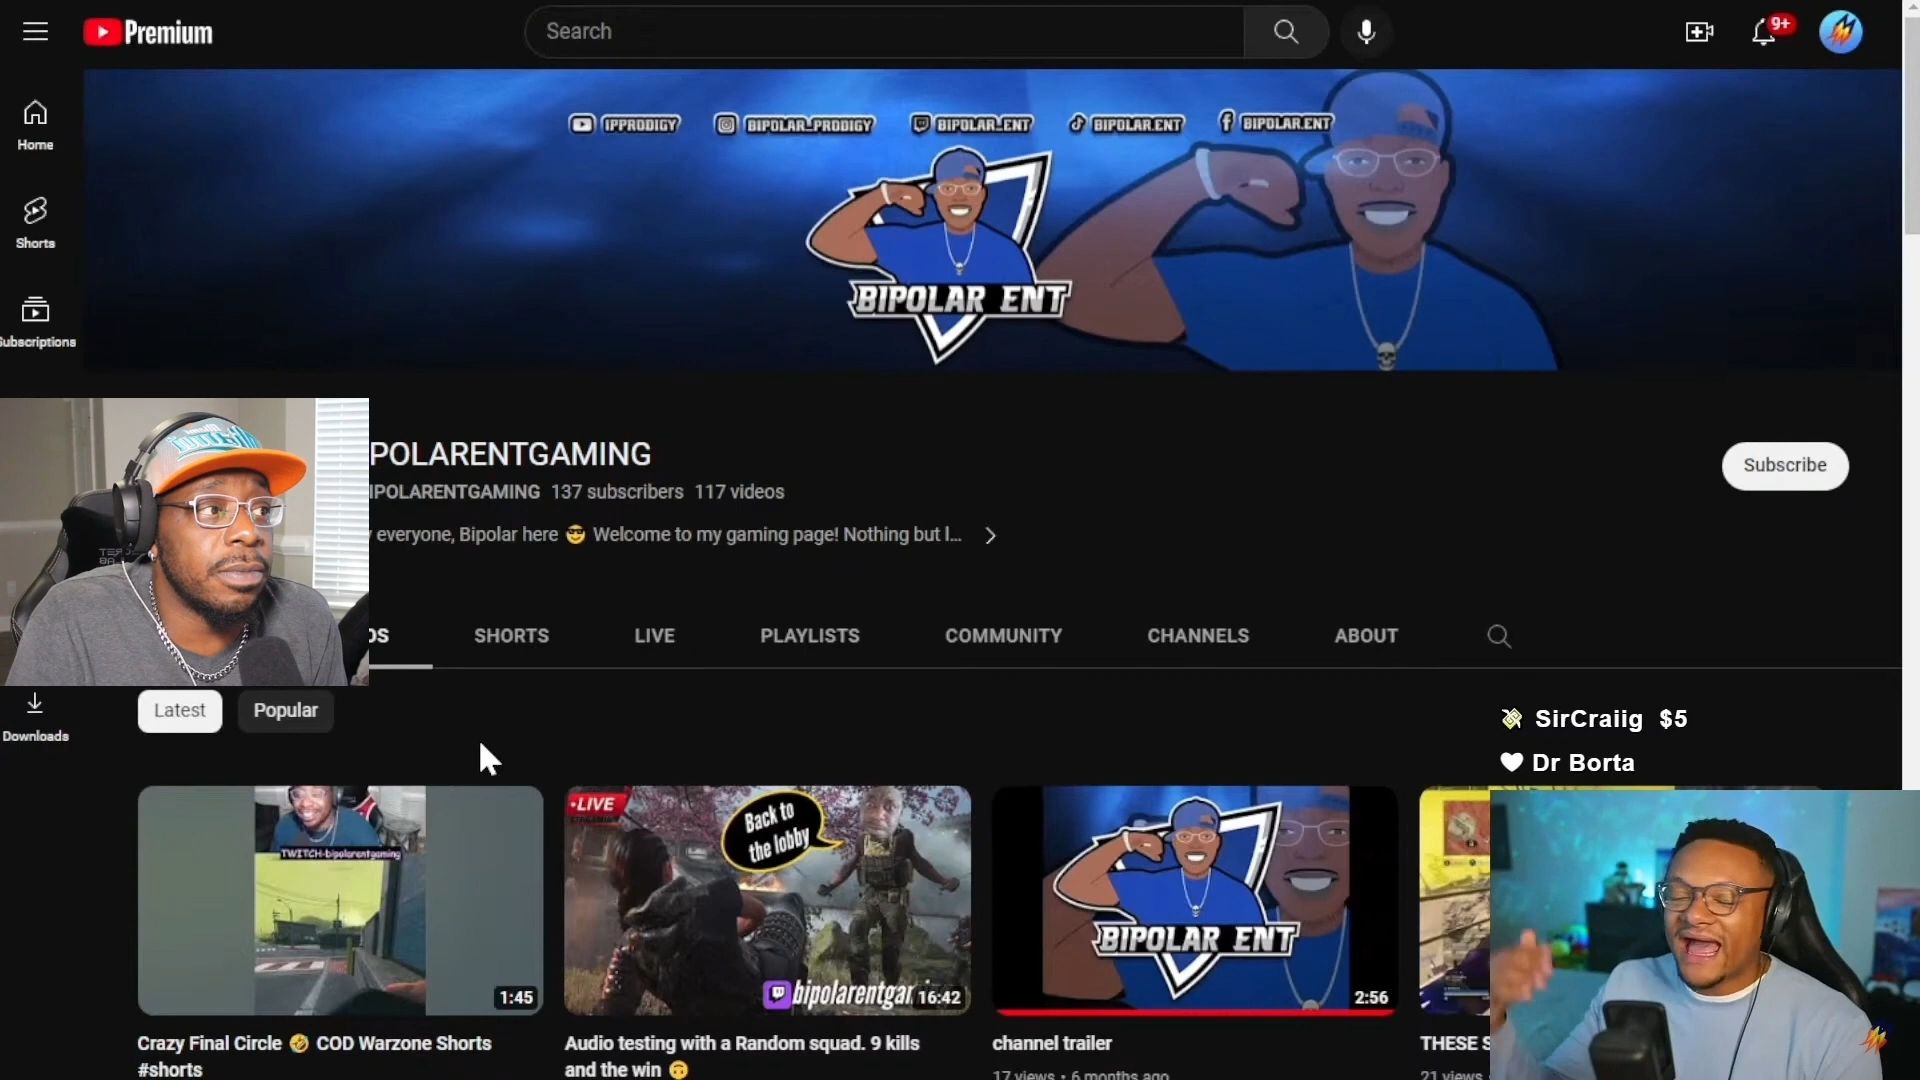 Premium
Search
9+
Home
Shorts
Subscriptions
Downloads
IPPRODIGY
BIPOLAR_PRODIGY
BIPOLAR_ENT
BIPOLAR.ENT
BIPOLAR.ENT
BIPOLAR ENT
POLARENTGAMING
IPOLARENTGAMING 137 subscribers 117 videos
everyone, Bipolar here 😎 Welcome to my gaming page! Nothing but l...
Subscribe
OS SHORTS LIVE PLAYLISTS COMMUNITY CHANNELS ABOUT
Latest Popular
SirCraiig $5
Dr Borta
TWITCH-bipolarentgaming
1:45
LIVE
Back to
the lobby
bipolarentgar
16:42
BIPOLAR ENT
2:56
Crazy Final Circle 🤣 COD Warzone Shorts
#shorts
Audio testing with a Random squad. 9 kills
and the win 🙃
channel trailer
17 views • 6 months ago
THESE S
21 views